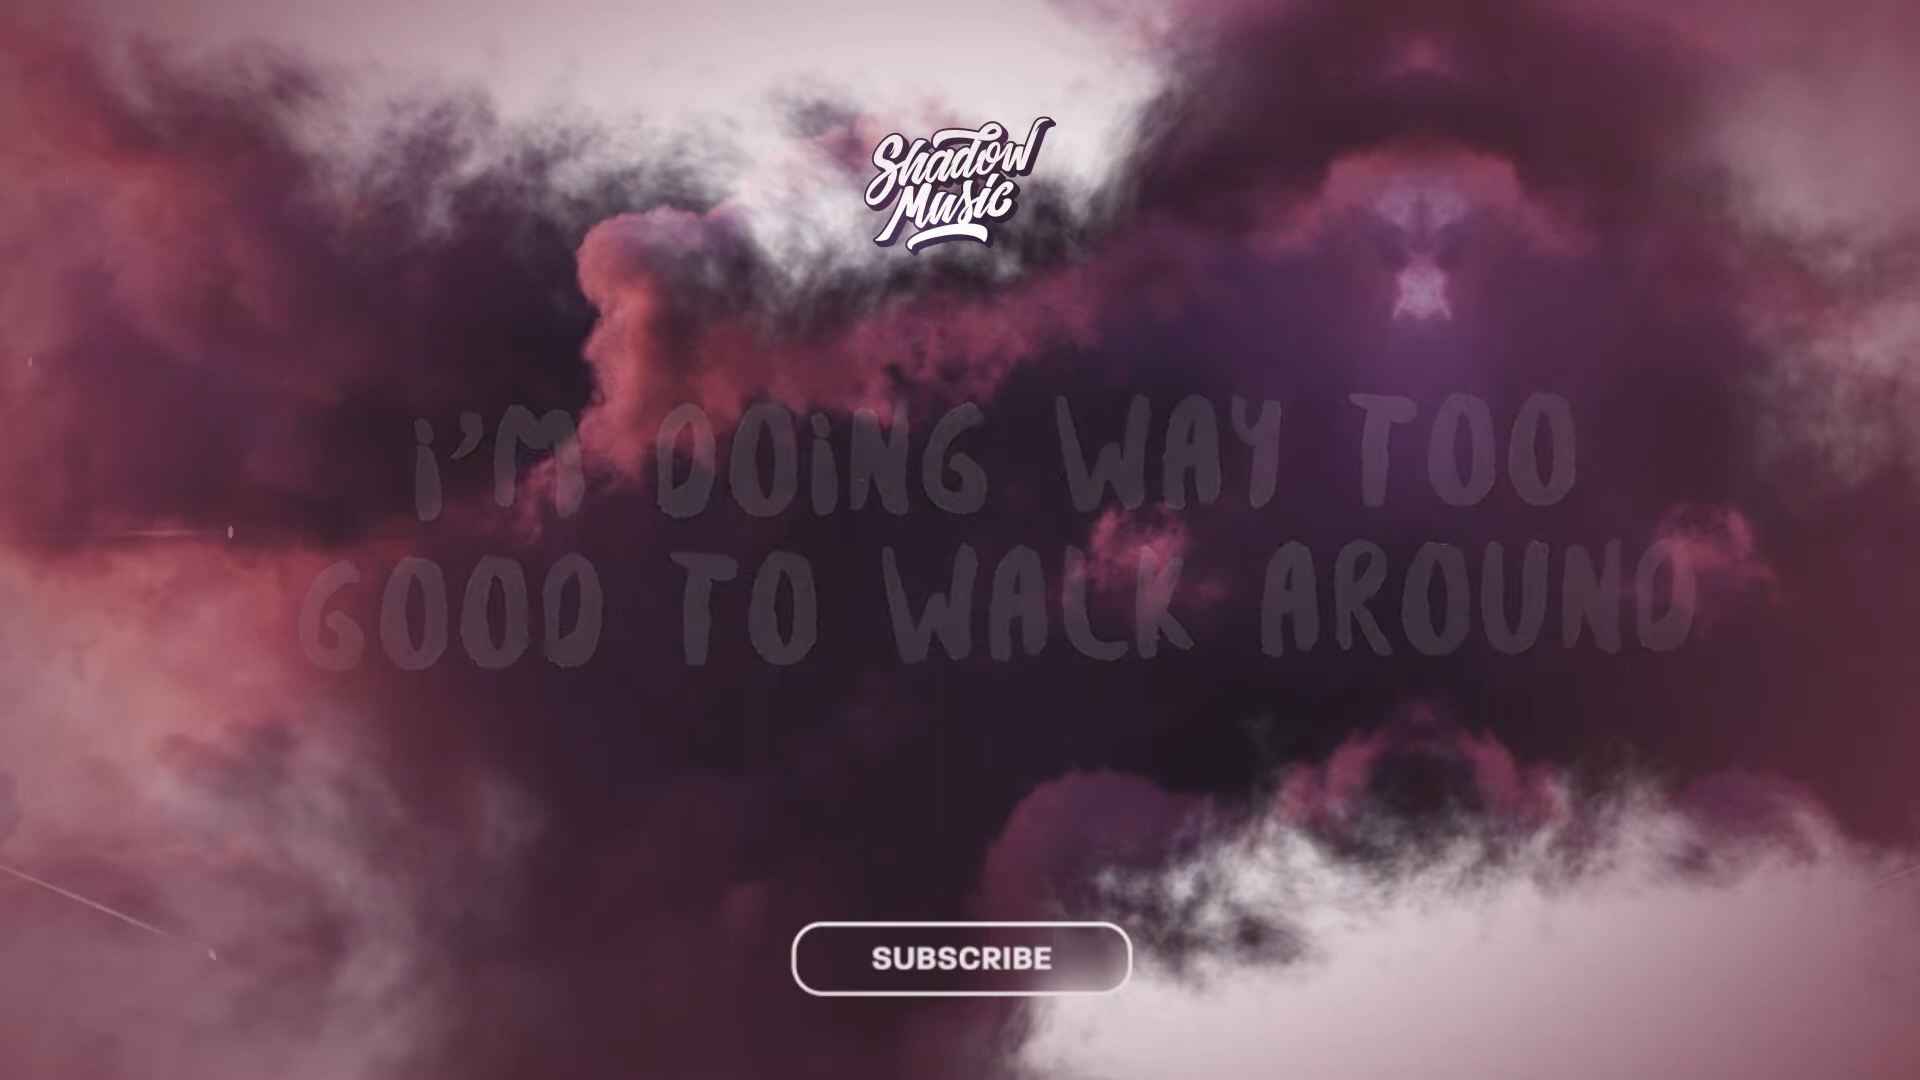 Shadow
Music
i'M DOiNG WAY TOO
GOOD TO WALK AROUND
SUBSCRIBE